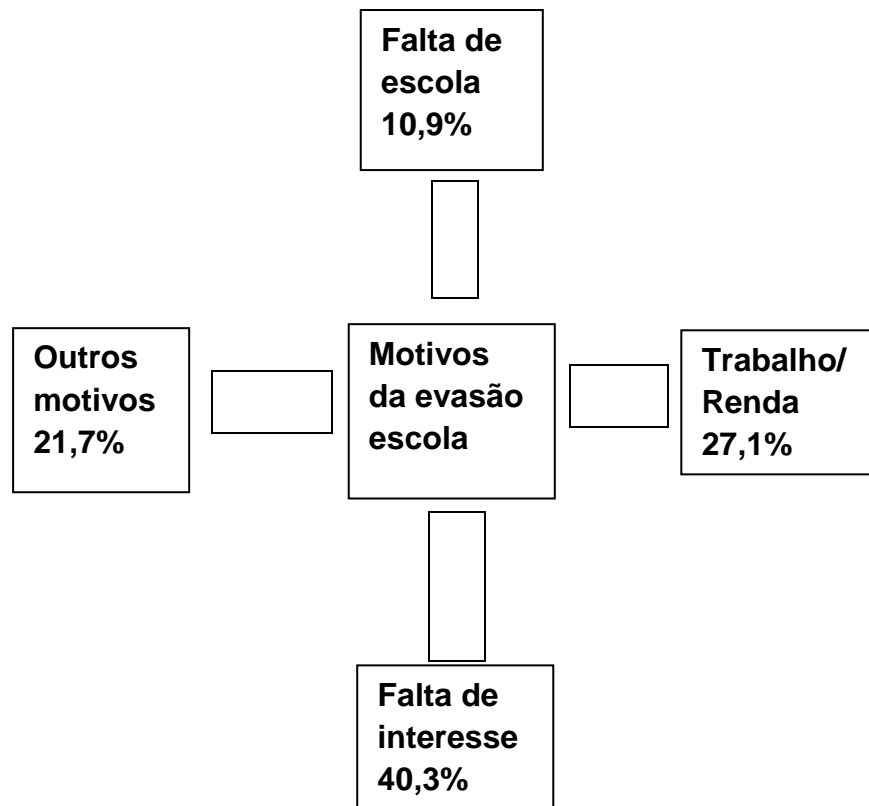 Falta de
escola
10,9%
Outros
motivos
21,7%
Motivos
da evasão
escola
Trabalho/
Renda
27,1%
Falta de
interesse
40,3%